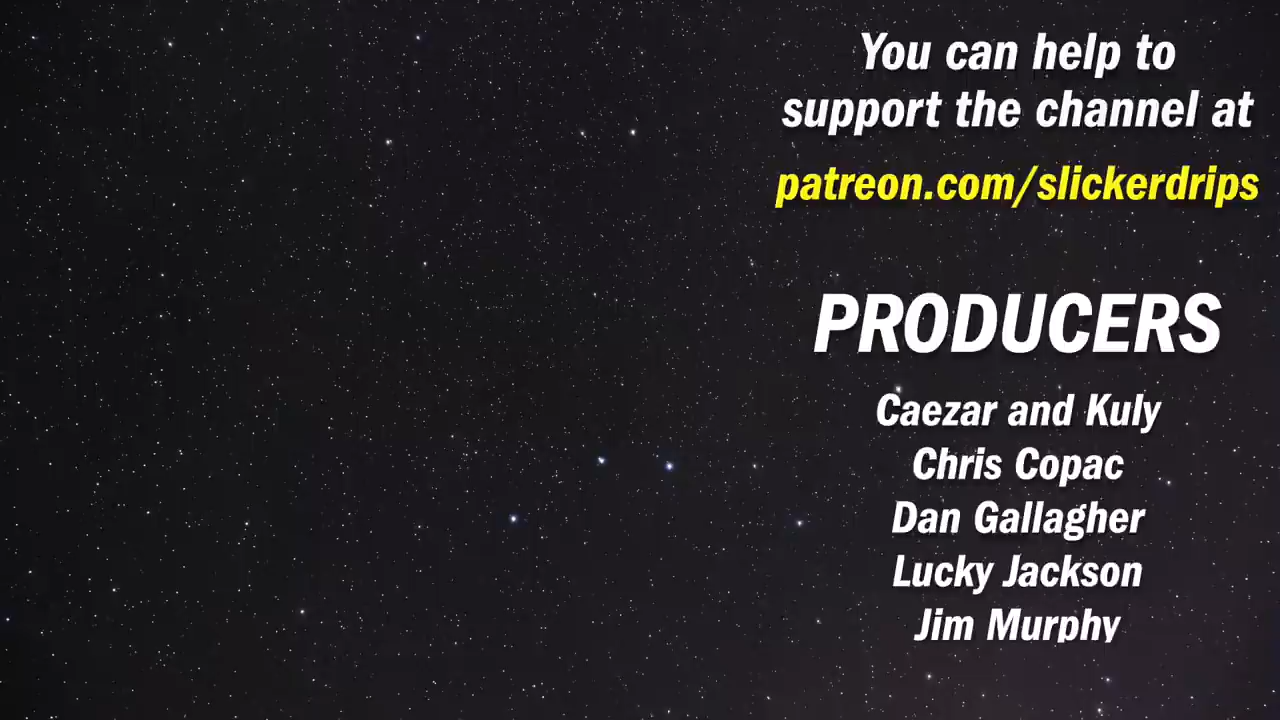 You can help to
support the channel at
patreon.com/slickerdrips
PRODUCERS
Caezar and Kuly
Chris Copac
Dan Gallagher
Lucky Jackson
Jim Murphy